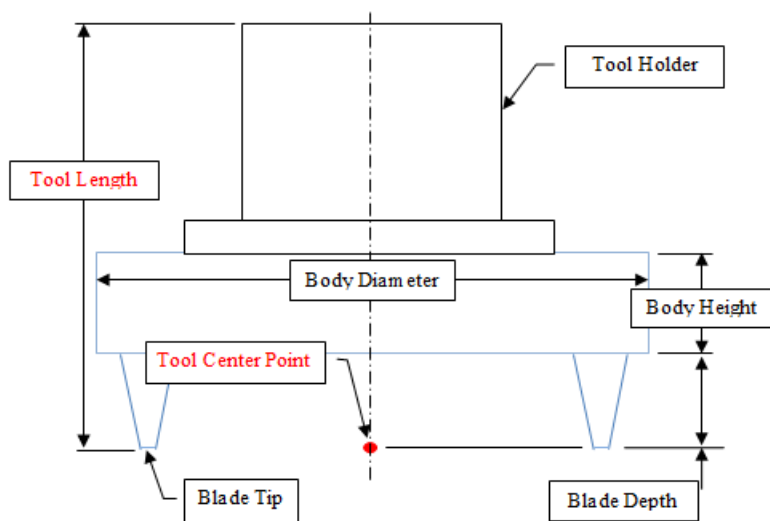 Tool Holder
Tool Length
Body Diameter
Body Height
Tool Center Point
Blade Tip
Blade Depth